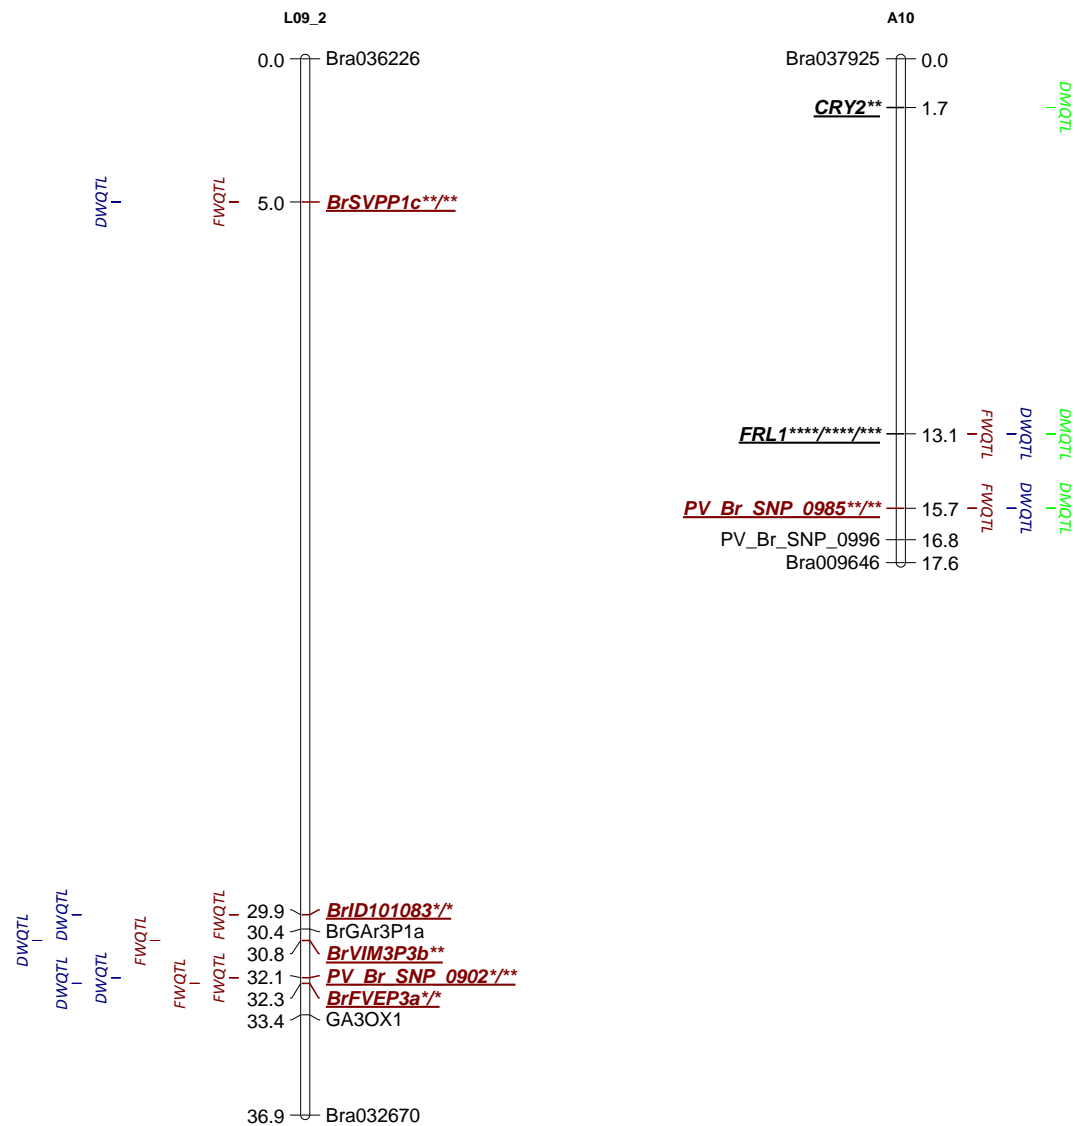 L09_2
0.0 Bra036226
DWQTL FWQTL 5.0 BrSVPP1c**/**
DWQTL FWQTL 29.9 BrID101083*/*
30.4 BrGAr3P1a
DWQTL FWQTL 30.8 BrVIM3P3b**
DWQTL FWQTL 32.1 PV_Br_SNP_0902*/**
DWQTL FWQTL 32.3 BrFVEP3a*/*
33.4 GA3OX1
36.9 Bra032670
A10
Bra037925 0.0
CRY2** 1.7 DMQTL
FRL1****/****/*** 13.1 FWQTL DWQTL DMQTL
PV_Br_SNP_0985**/** 15.7 FWQTL DWQTL DMQTL
PV_Br_SNP_0996 16.8
Bra009646 17.6